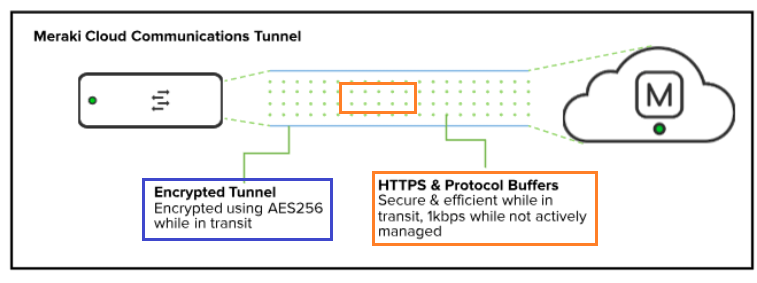 Meraki Cloud Communications Tunnel
M
Encrypted Tunnel
Encrypted using AES256
while in transit
HTTPS & Protocol Buffers
Secure & efficient while in
transit, 1kbps while not actively
managed